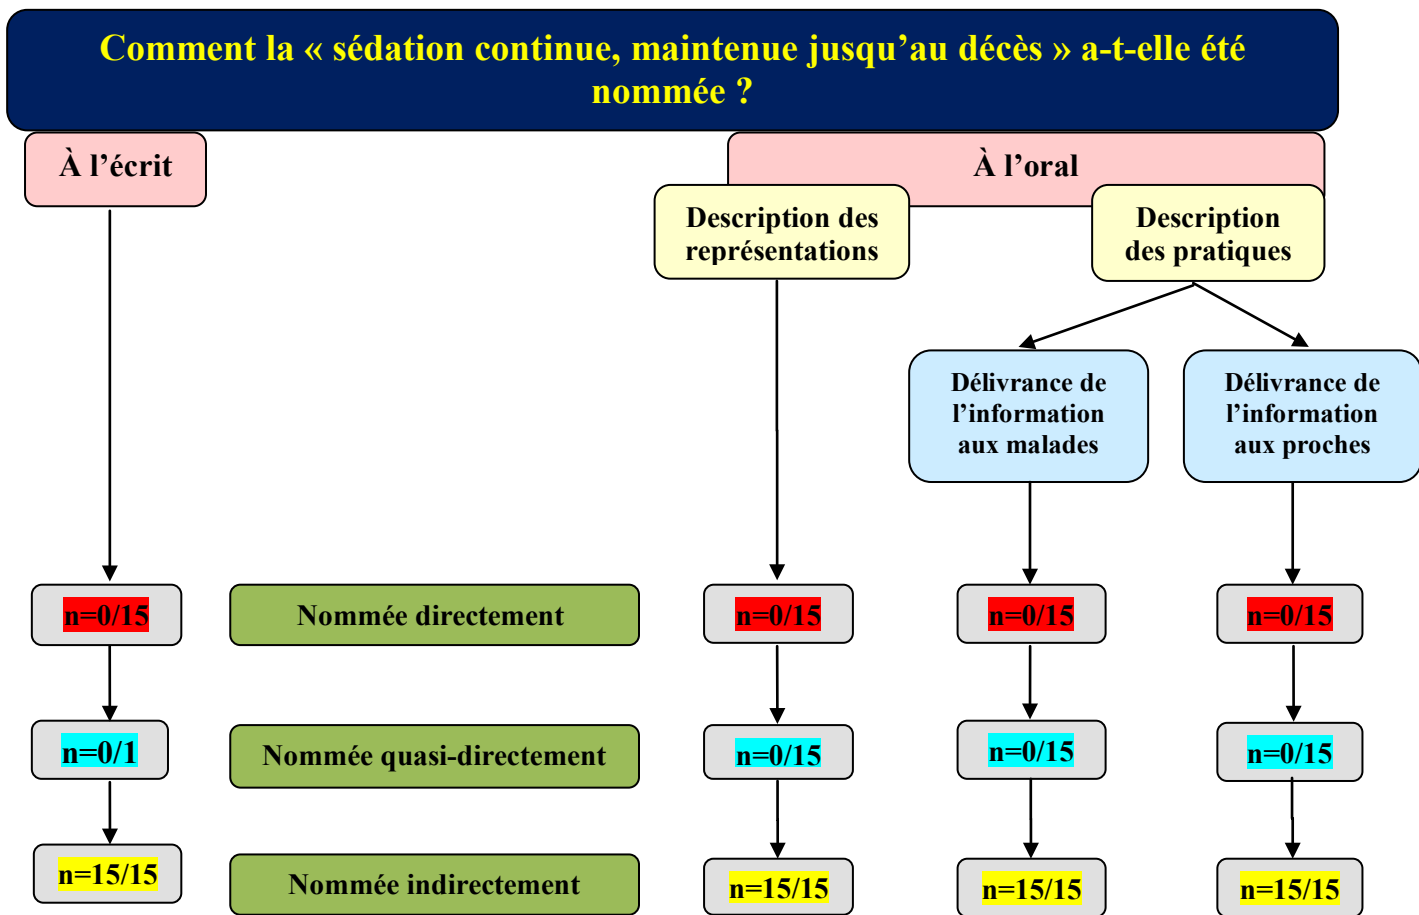 Comment la « sédation continue, maintenue jusqu’au décès » a-t-elle été
nommée ?
À l’écrit
À l’oral
Description des
représentations
Description
des pratiques
Délivrance de
l’information
aux malades
Délivrance de
l’information
aux proches
n=0/15
Nommée directement
n=0/15
n=0/15
n=0/15
n=0/1
Nommée quasi-directement
n=0/15
n=0/15
n=0/15
n=15/15
Nommée indirectement
n=15/15
n=15/15
n=15/15